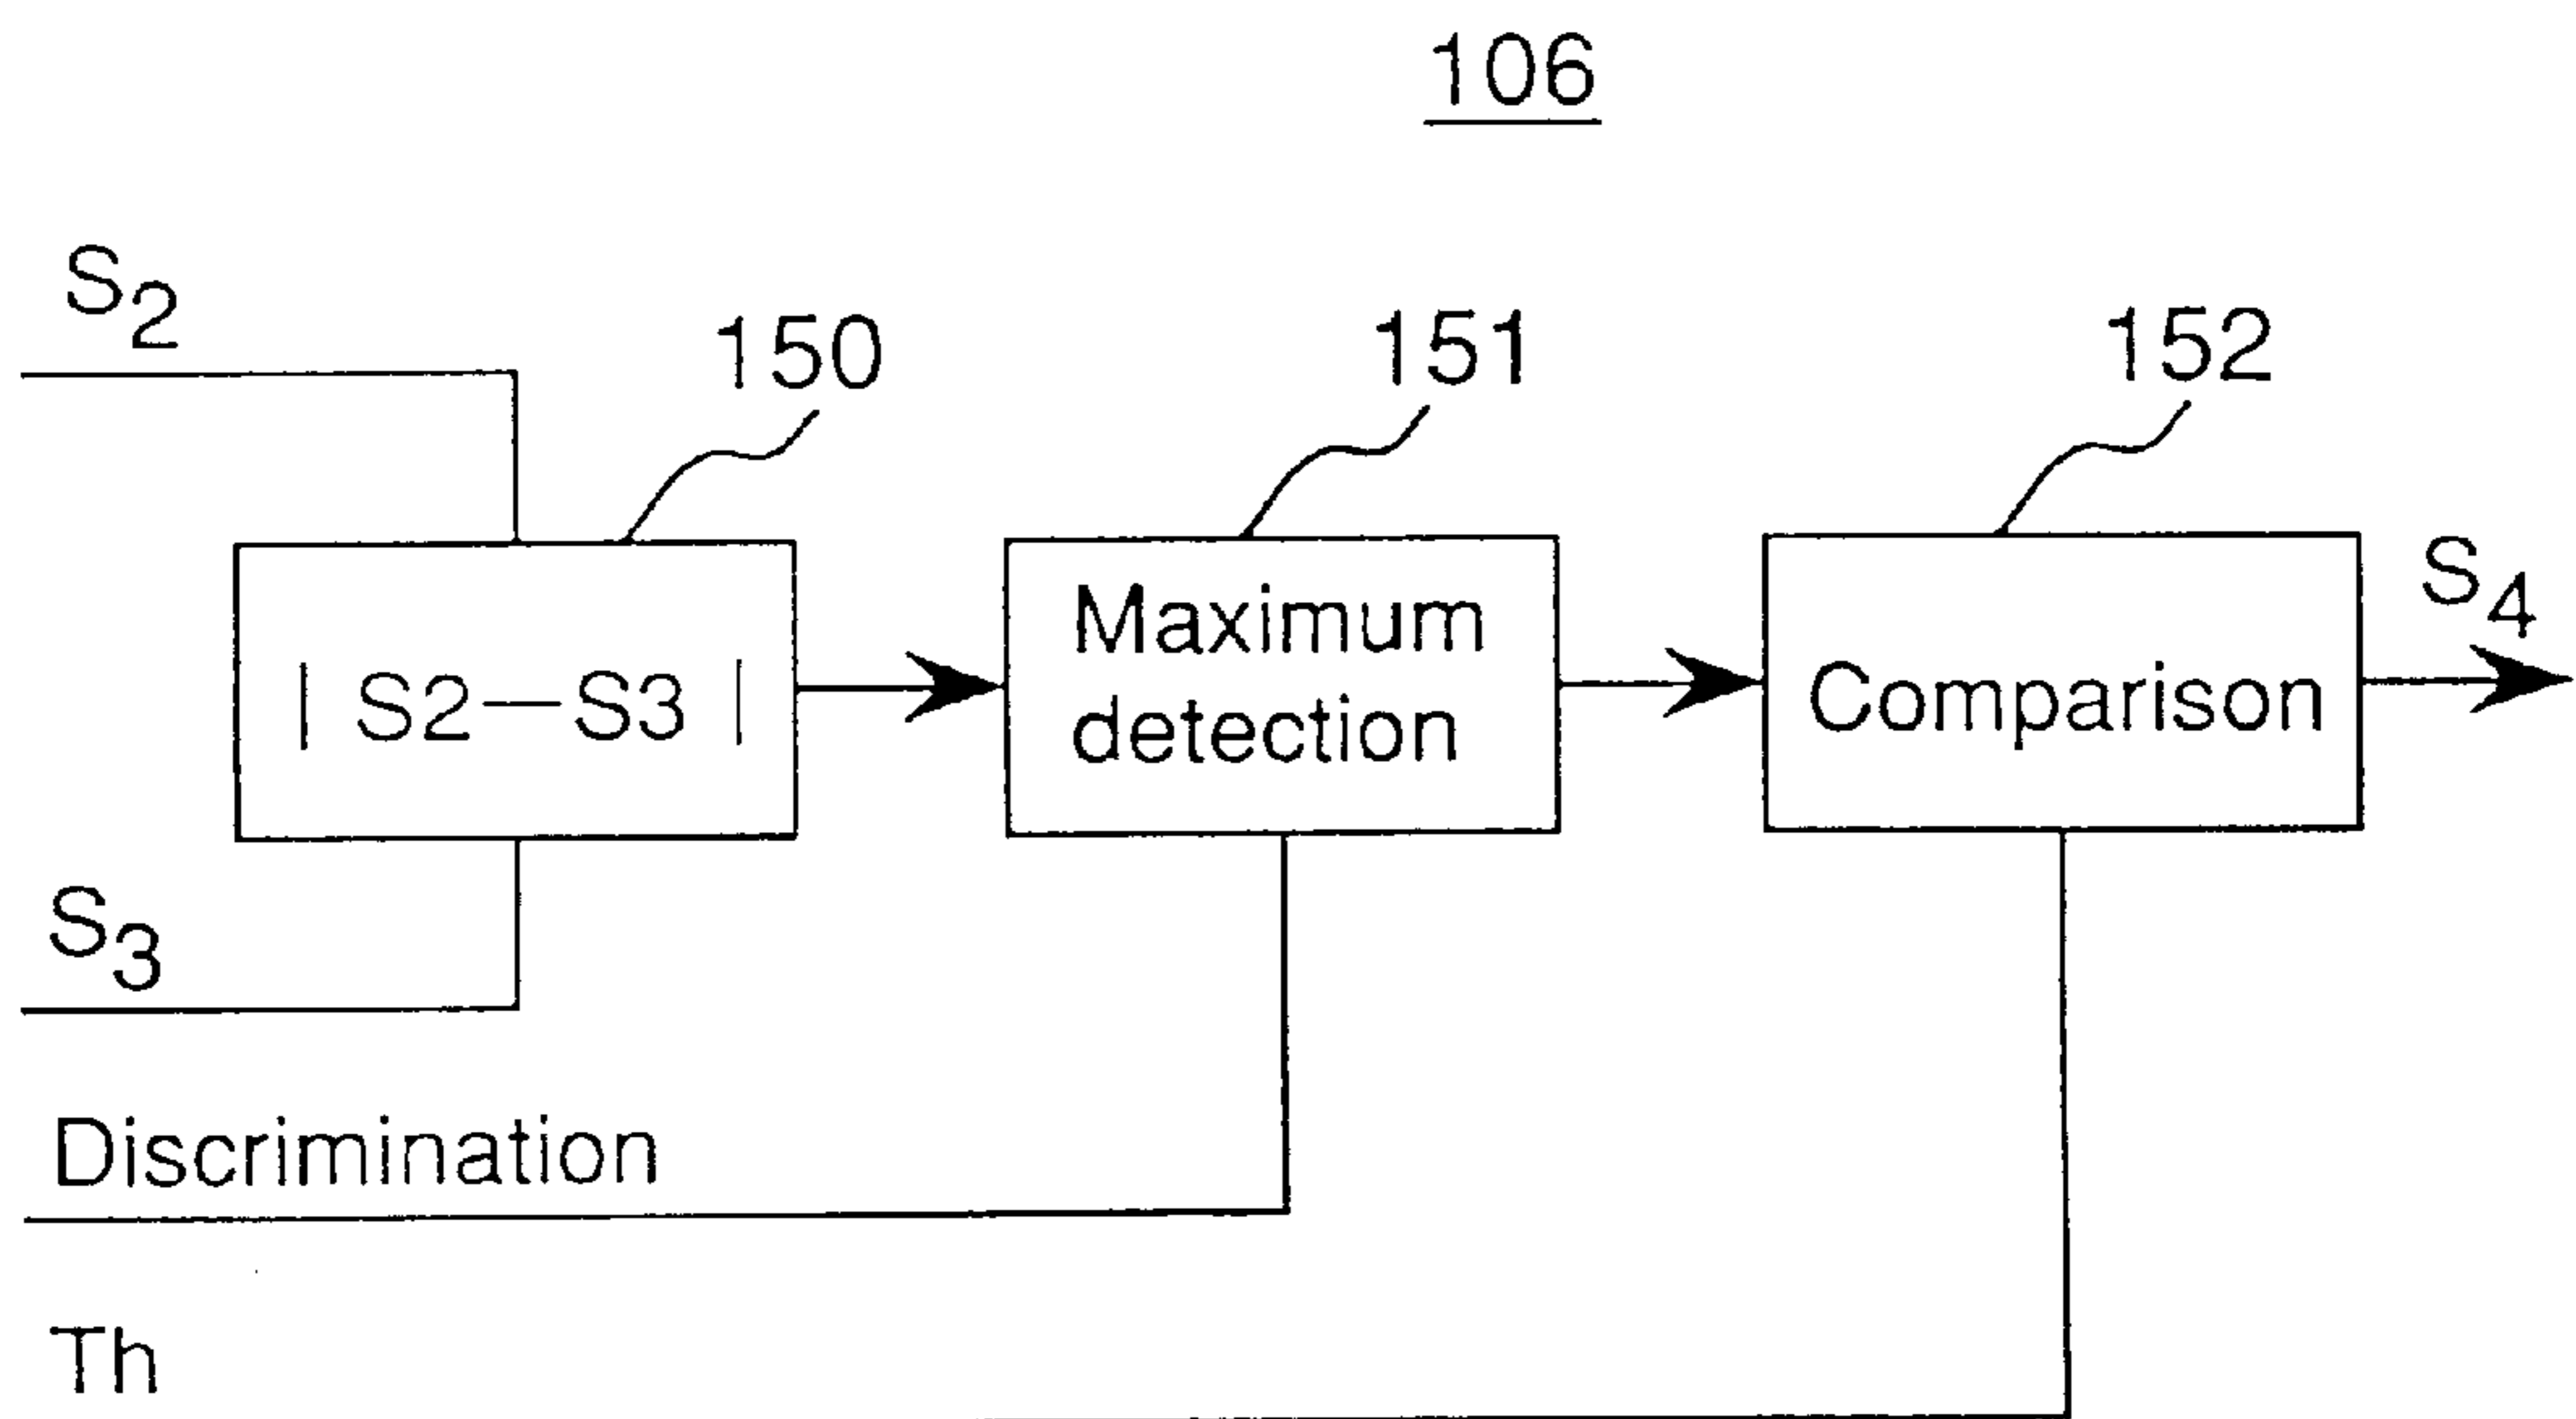 106
S2
150
151
152
| S2—S3 |
Maximum
detection
Comparison
S4
S3
Discrimination
Th